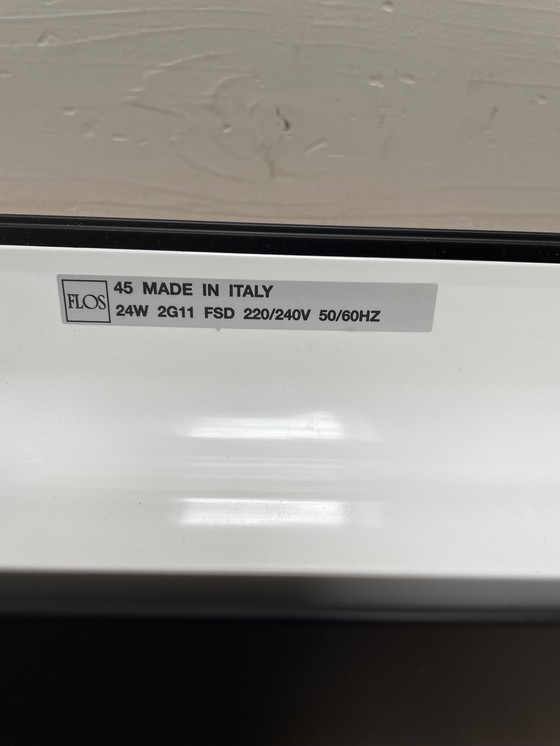 FLOS
45 MADE IN ITALY
24W 2G11 FSD 220/240V 50/60HZ